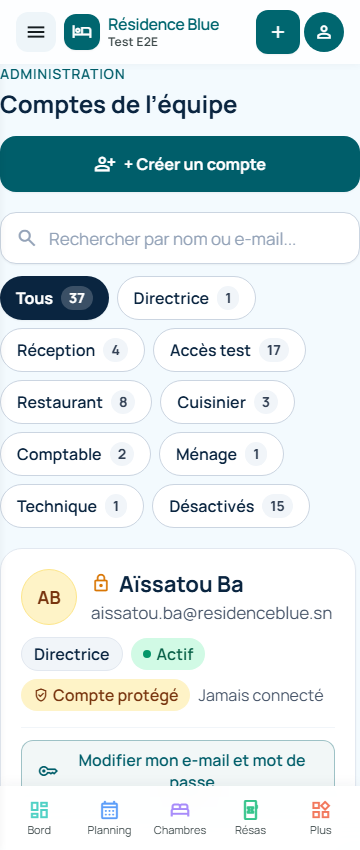 Résidence Blue
Test E2E
+
ADMINISTRATION
Comptes de l’équipe
+ Créer un compte
Rechercher par nom ou e-mail...
Tous 37
Directrice 1
Réception 4
Accès test 17
Restaurant 8
Cuisinier 3
Comptable 2
Ménage 1
Technique 1
Désactivés 15
AB
Aïssatou Ba
aissatou.ba@residenceblue.sn
Directrice
Actif
Compte protégé
Jamais connecté
Modifier mon e-mail et mot de
passe
Bord
Planning
Chambres
Résas
Plus